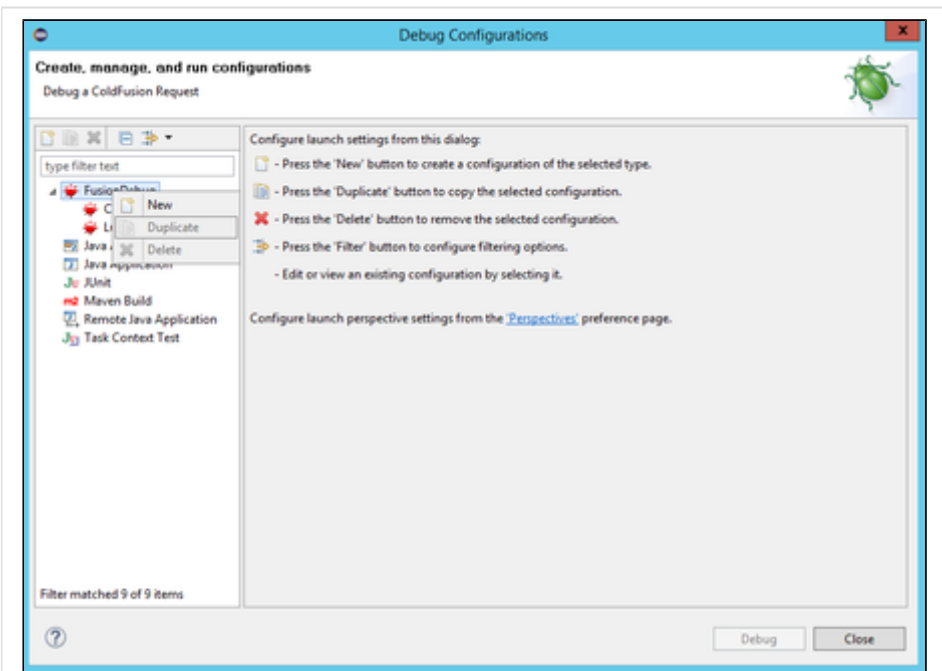 Debug Configurations
x
Create, manage, and run configurations
Debug a ColdFusion Request
type filter text
FusionDebug
C
New
Duplicate
Java
Delete
Java Application
Ju JUnit
m2 Maven Build
Remote Java Application
Task Context Test
Filter matched 9 of 9 items
Configure launch settings from this dialog:
- Press the 'New' button to create a configuration of the selected type.
- Press the 'Duplicate' button to copy the selected configuration.
- Press the 'Delete' button to remove the selected configuration.
- Press the 'Filter' button to configure filtering options.
- Edit or view an existing configuration by selecting it.
Configure launch perspective settings from the 'Perspectives' preference page.
?
Debug
Close